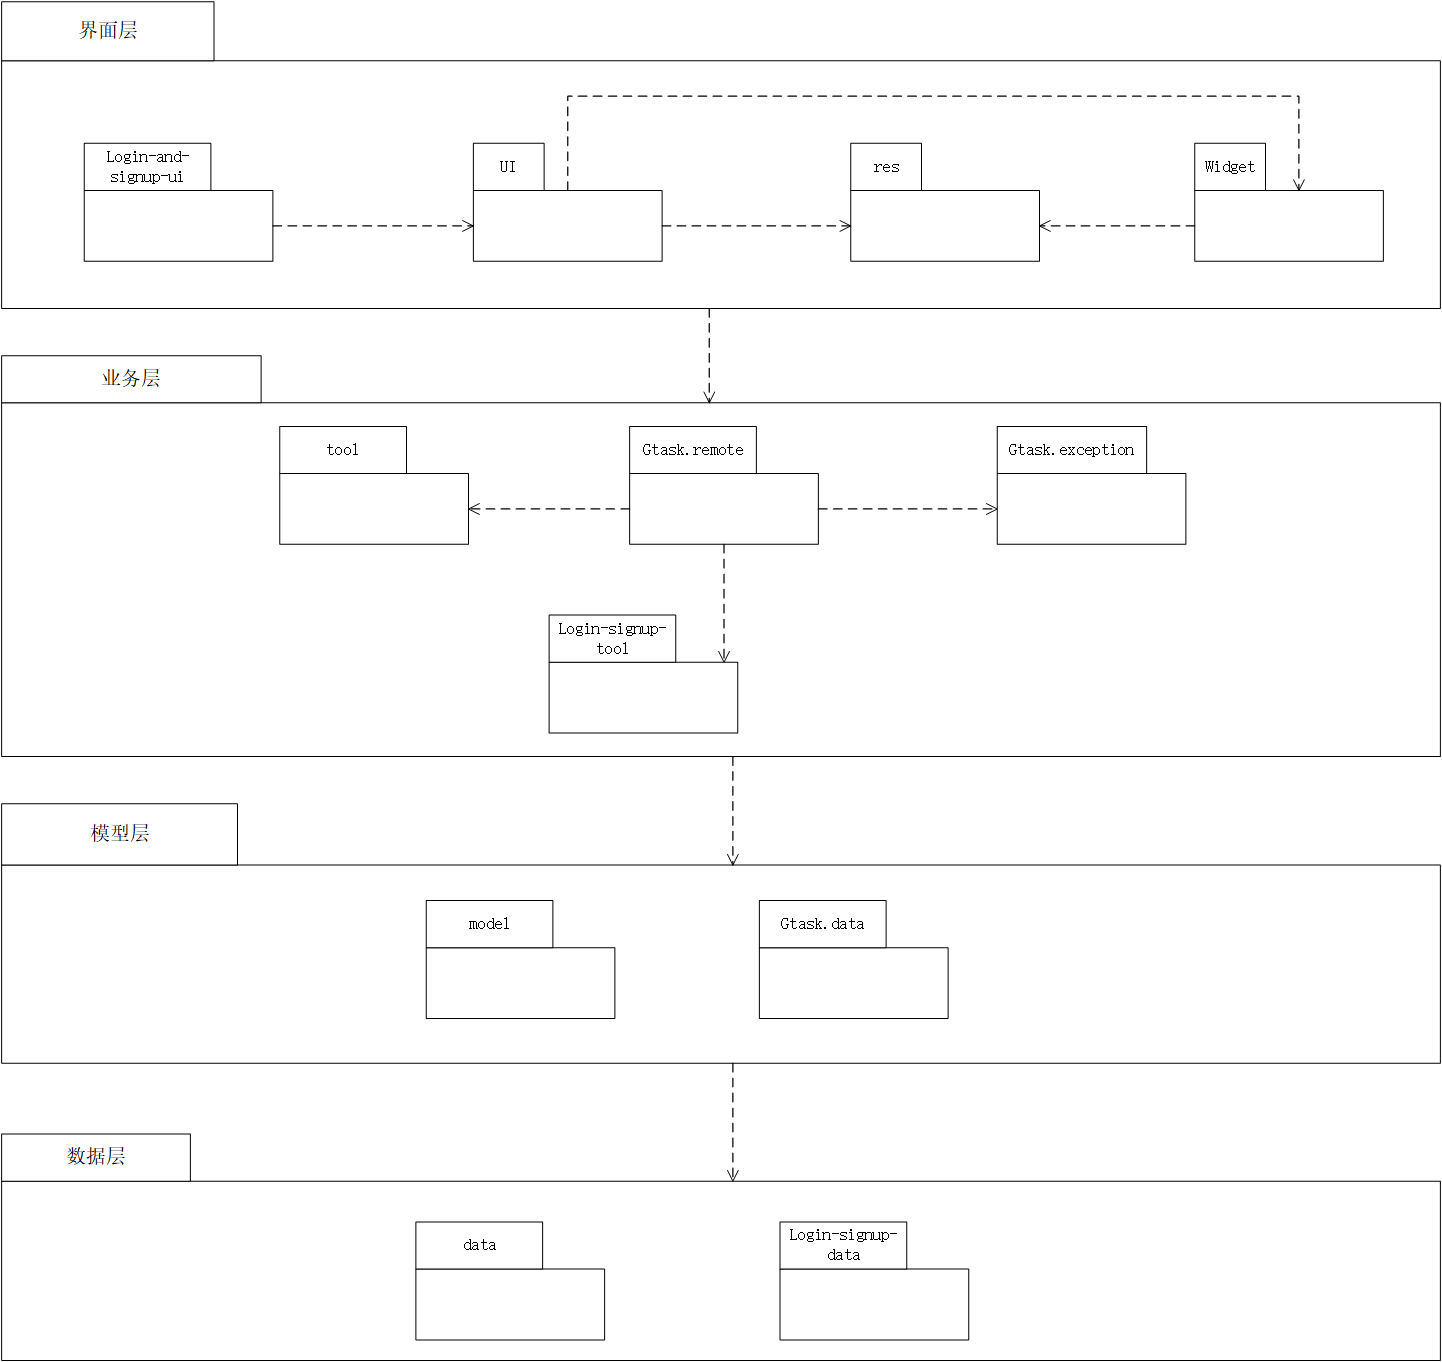 界面层
Login-and-
signup-ui
UI
res
Widget
业务层
tool
Gtask.remote
Gtask.exception
Login-signup-
tool
模型层
model
Gtask.data
数据层
data
Login-signup-
data